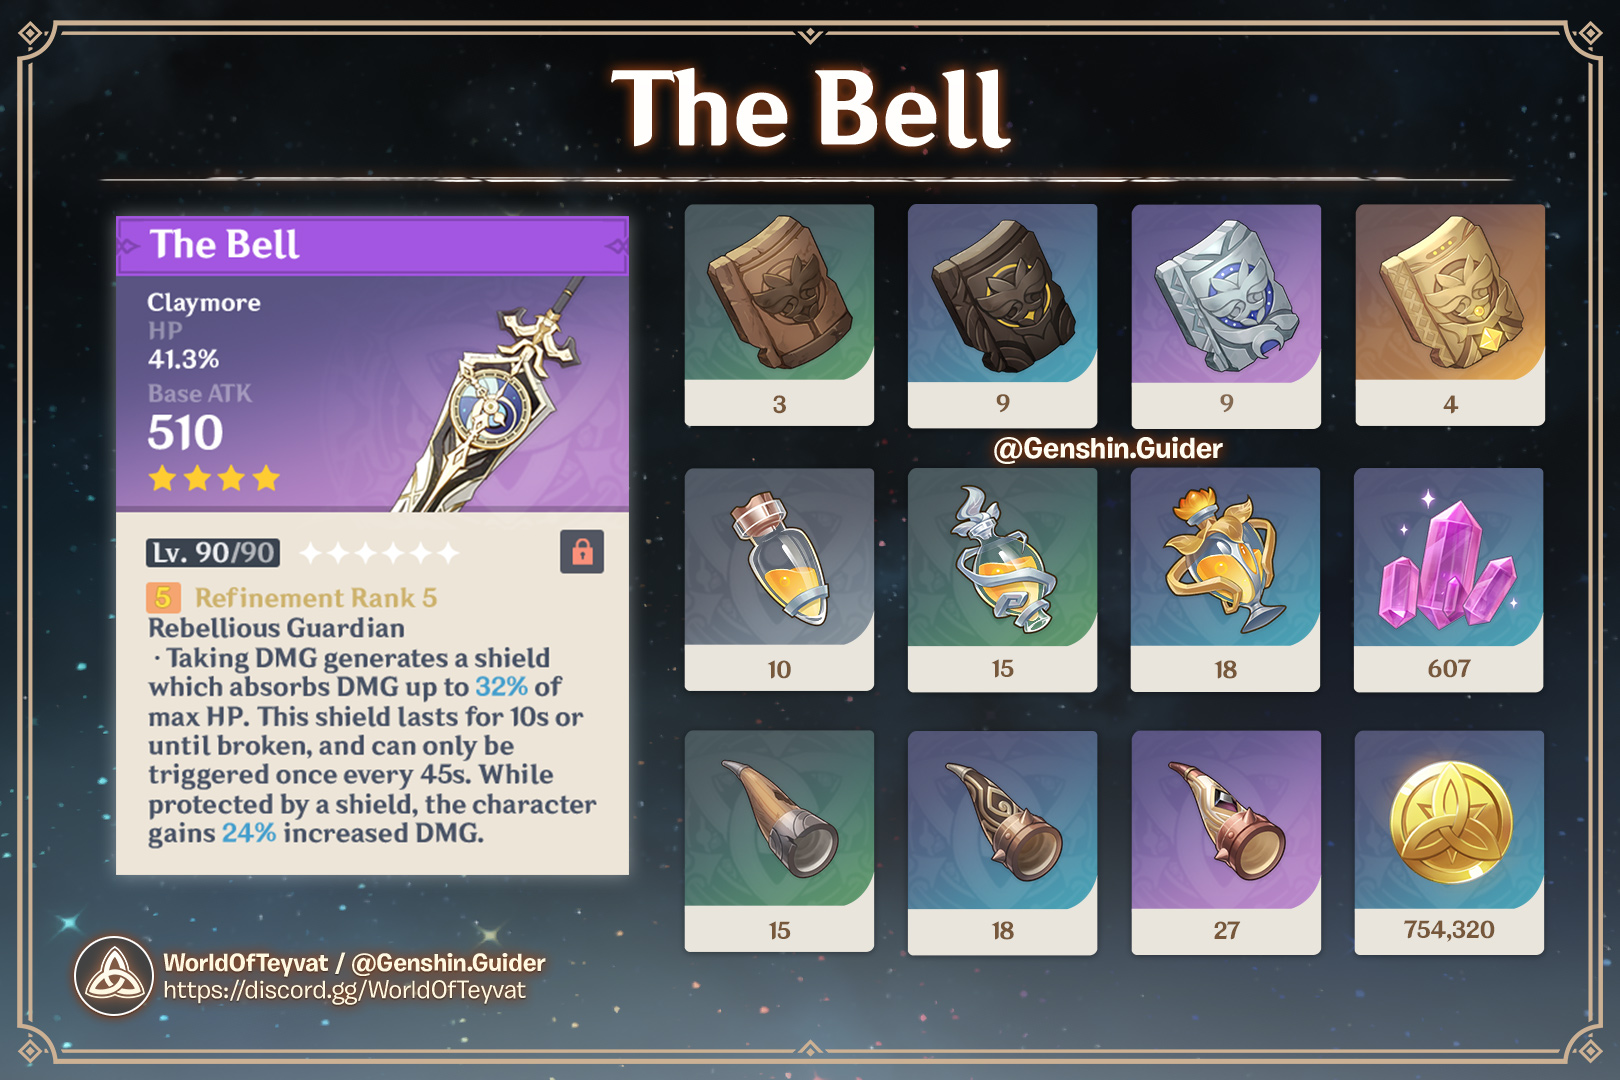 The Bell
The Bell
Claymore
HP
41.3%
Base ATK
510
Lv. 90/90
5 Refinement Rank 5
Rebellious Guardian
· Taking DMG generates a shield
which absorbs DMG up to 32% of
max HP. This shield lasts for 10s or
until broken, and can only be
triggered once every 45s. While
protected by a shield, the character
gains 24% increased DMG.
3
9
9
4
@Genshin.Guider
10
15
18
607
15
18
27
754,320
WorldOfTeyvat / @Genshin.Guider
https://discord.gg/WorldOfTeyvat